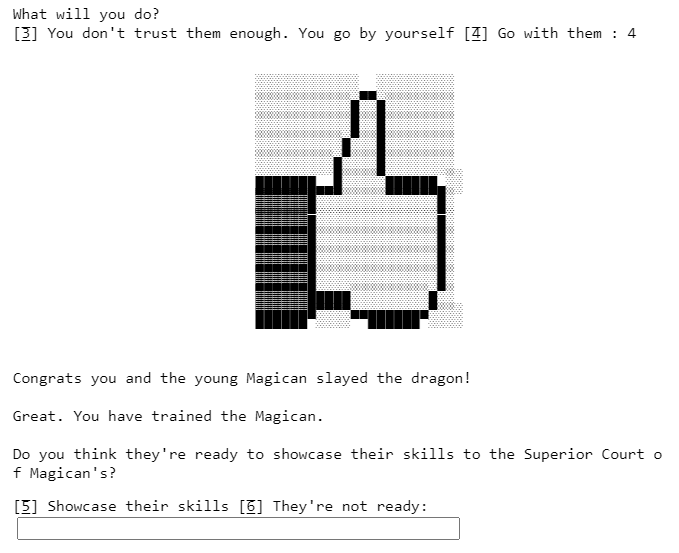 What will you do?
[3̅] You don't trust them enough. You go by yourself [4̅] Go with them : 4
Congrats you and the young Magican slayed the dragon!
Great. You have trained the Magican.
Do you think they're ready to showcase their skills to the Superior Court o
f Magican's?
[5̅] Showcase their skills [6̅] They're not ready: